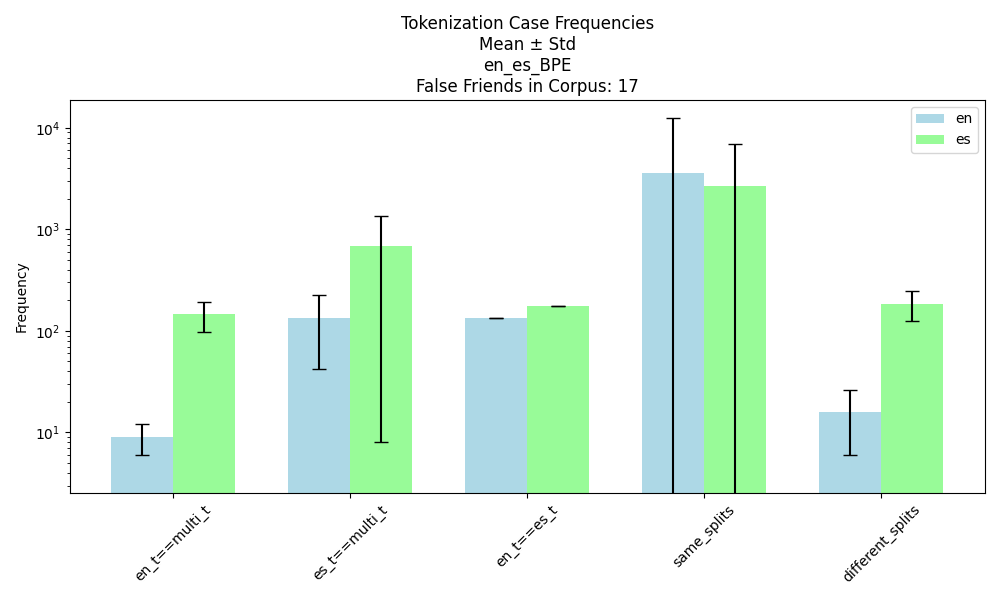 Tokenization Case Frequencies
Mean ± Std
en_es_BPE
False Friends in Corpus: 17
en
es
Frequency
10^4
10^3
10^2
10^1
en_t==multi_t
es_t==multi_t
en_t==es_t
same_splits
different_splits